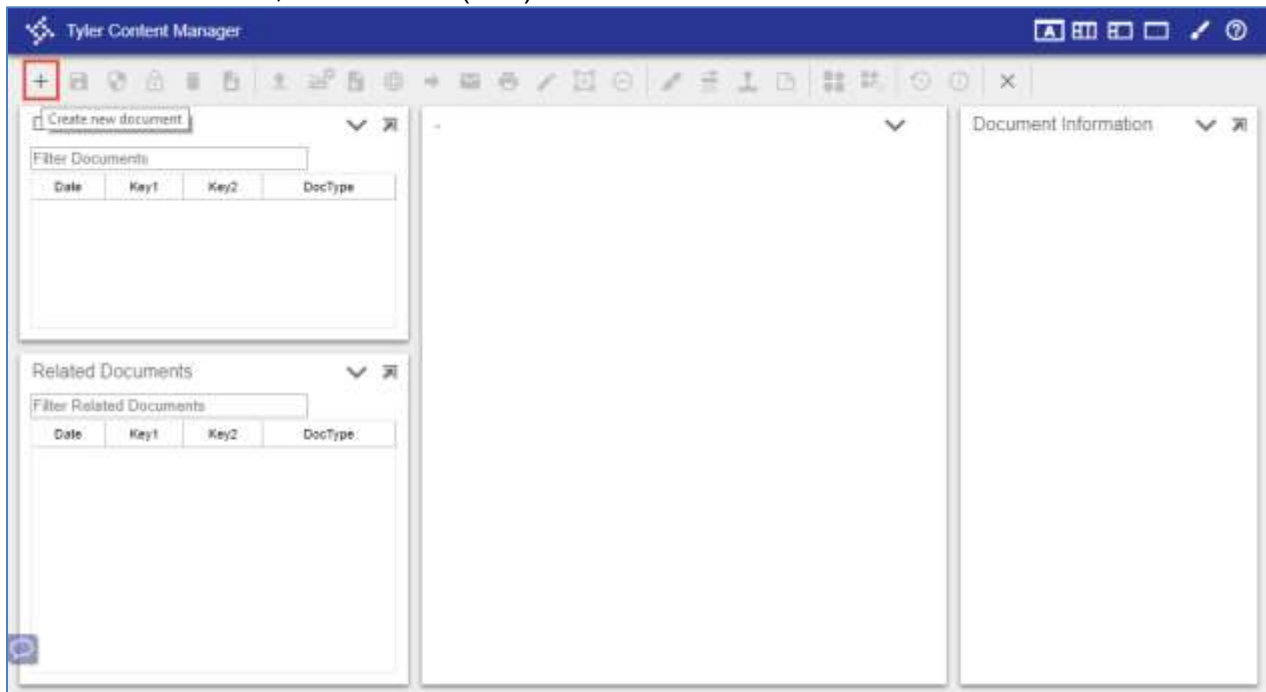 Tyler Content Manager
A
Create new document
Filter Documents
Date Key1 Key2 DocType
Related Documents
Filter Related Documents
Date Key1 Key2 DocType
-
Document Information